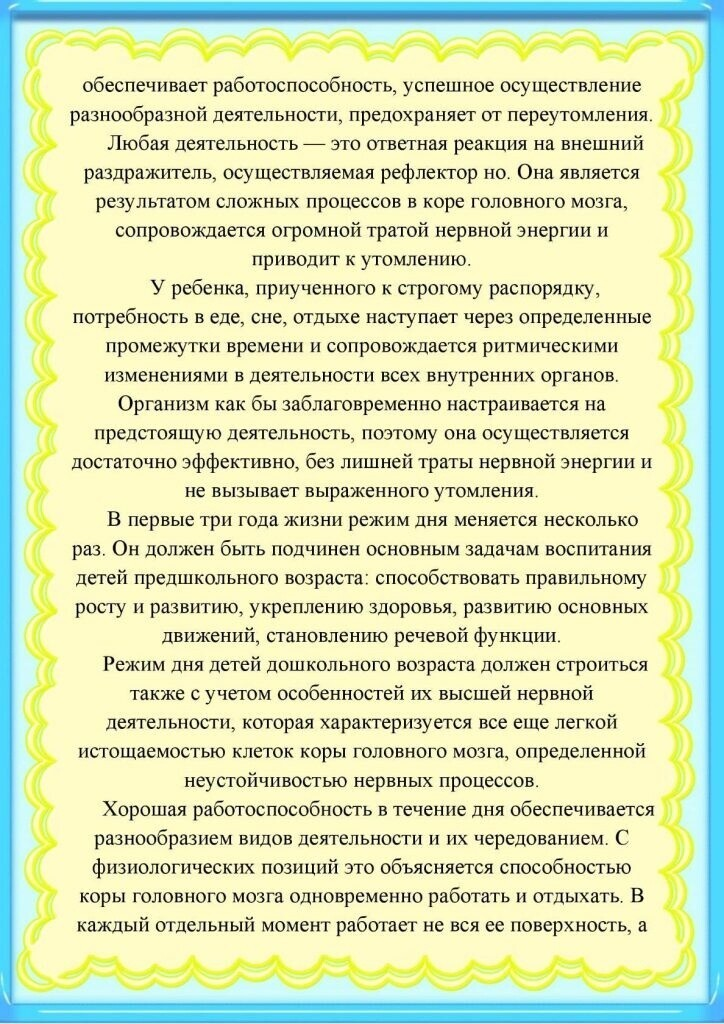 обеспечивает работоспособность, успешное осуществление
разнообразной деятельности, предохраняет от переутомления.
Любая деятельность — это ответная реакция на внешний
раздражитель, осуществляемая рефлектор но. Она является
результатом сложных процессов в коре головного мозга,
сопровождается огромной тратой нервной энергии и
приводит к утомлению.
У ребенка, приученного к строгому распорядку,
потребность в еде, сне, отдыхе наступает через определенные
промежутки времени и сопровождается ритмическими
изменениями в деятельности всех внутренних органов.
Организм как бы заблаговременно настраивается на
предстоящую деятельность, поэтому она осуществляется
достаточно эффективно, без лишней траты нервной энергии и
не вызывает выраженного утомления.
В первые три года жизни режим дня меняется несколько
раз. Он должен быть подчинен основным задачам воспитания
детей предшкольного возраста: способствовать правильному
росту и развитию, укреплению здоровья, развитию основных
движений, становлению речевой функции.
Режим дня детей дошкольного возраста должен строиться
также с учетом особенностей их высшей нервной
деятельности, которая характеризуется все еще легкой
истощаемостью клеток коры головного мозга, определенной
неустойчивостью нервных процессов.
Хорошая работоспособность в течение дня обеспечивается
разнообразием видов деятельности и их чередованием. С
физиологических позиций это объясняется способностью
коры головного мозга одновременно работать и отдыхать. В
каждый отдельный момент работает не вся ее поверхность, а